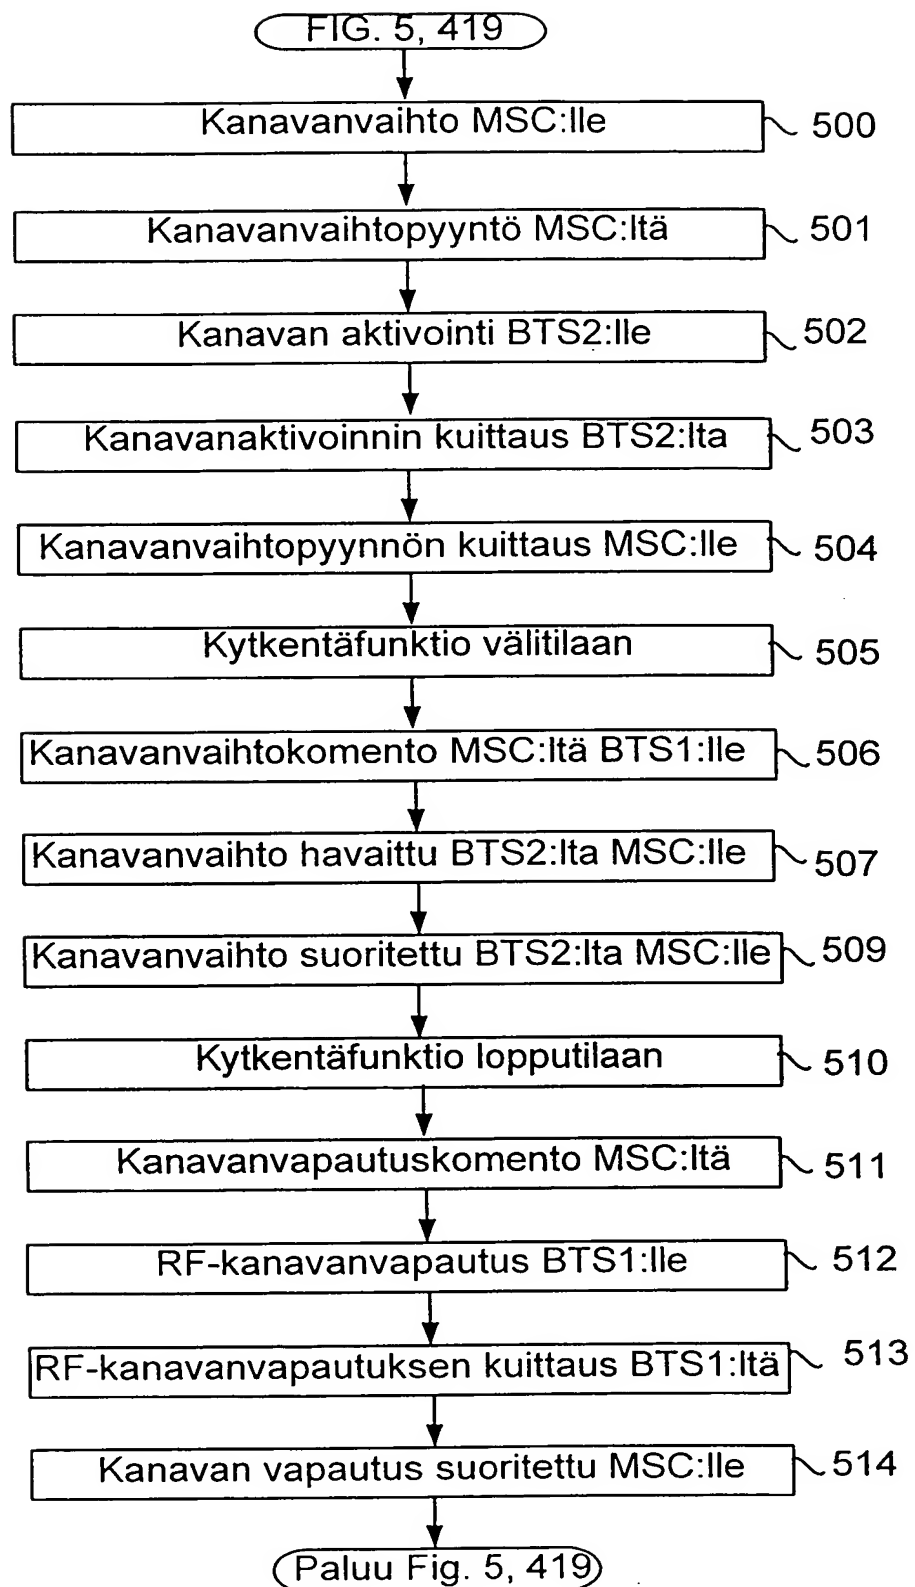 FIG. 5, 419
Kanavanvaihto MSC:lle 500
Kanavanvaihtopyyntö MSC:ltä 501
Kanavan aktivointi BTS2:lle 502
Kanavanaktivoinnin kuittaus BTS2:lta 503
Kanavanvaihtopyynnön kuittaus MSC:lle 504
Kytkentäfunktio välitilaan 505
Kanavanvaihtokomento MSC:ltä BTS1:lle 506
Kanavanvaihto havaittu BTS2:lta MSC:lle 507
Kanavanvaihto suoritettu BTS2:lta MSC:lle 509
Kytkentäfunktio lopputilaan 510
Kanavanvapautuskomento MSC:ltä 511
RF-kanavanvapautus BTS1:lle 512
RF-kanavanvapautuksen kuittaus BTS1:ltä 513
Kanavan vapautus suoritettu MSC:lle 514
Paluu Fig. 5, 419